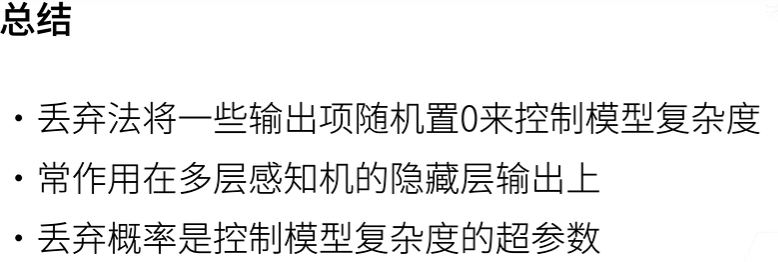 总结
• 丢弃法将一些输出项随机置0来控制模型复杂度
• 常作用在多层感知机的隐藏层输出上
• 丢弃概率是控制模型复杂度的超参数